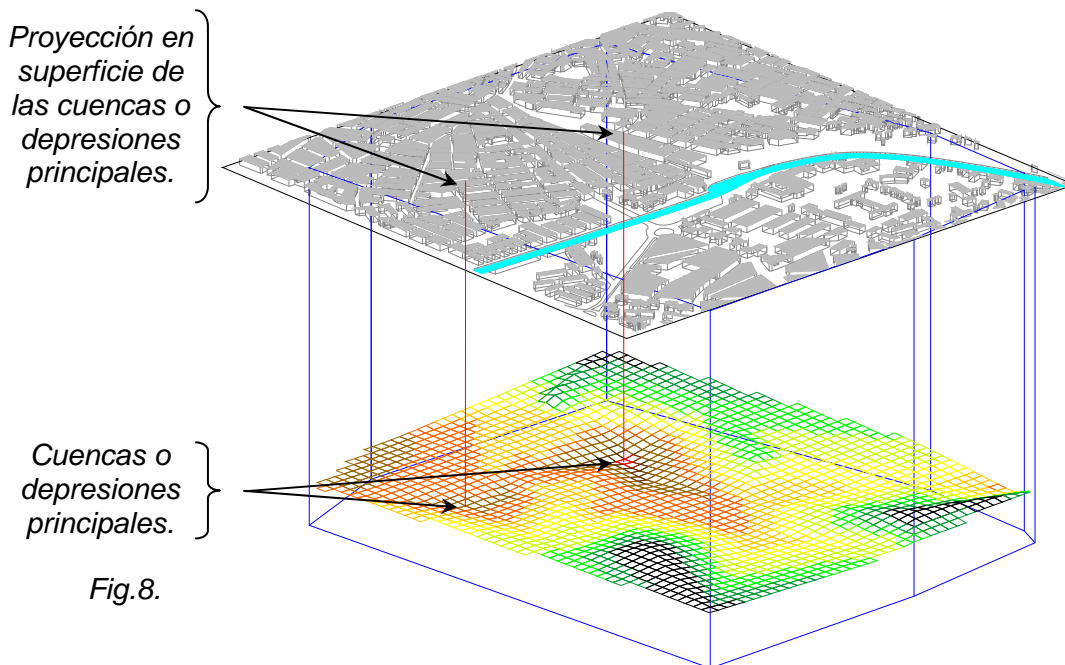 Proyección en
superficie de
las cuencas o
depresiones
principales.
Cuencas o
depresiones
principales.
Fig.8.